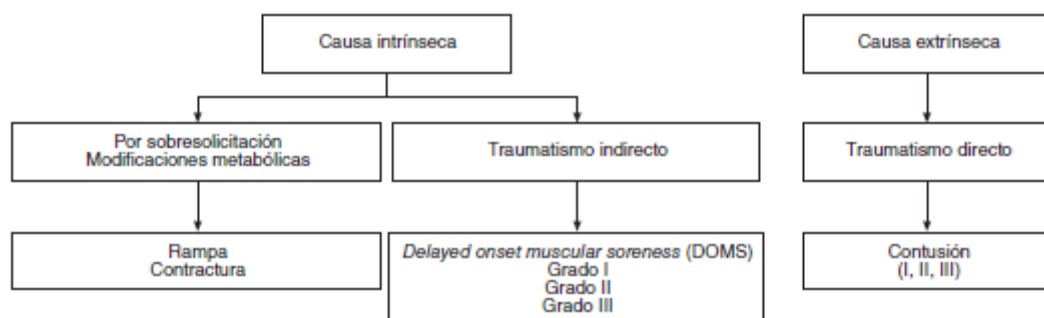 Causa intrínseca
Causa extrínseca
Por sobresolicitación
Modificaciones metabólicas
Traumatismo indirecto
Traumatismo directo
Rampa
Contractura
Delayed onset muscular soreness (DOMS)
Grado I
Grado II
Grado III
Contusión
(I, II, III)